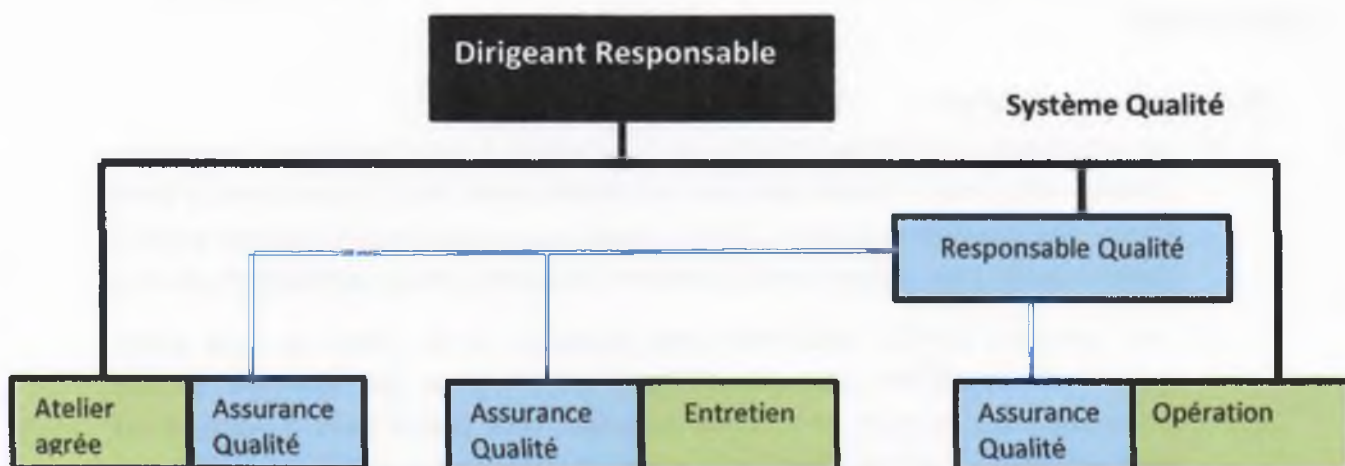 Dirigeant Responsable
Système Qualité
Responsable Qualité
Atelier
agrée
Assurance
Qualité
Assurance
Qualité
Entretien
Assurance
Qualité
Opération